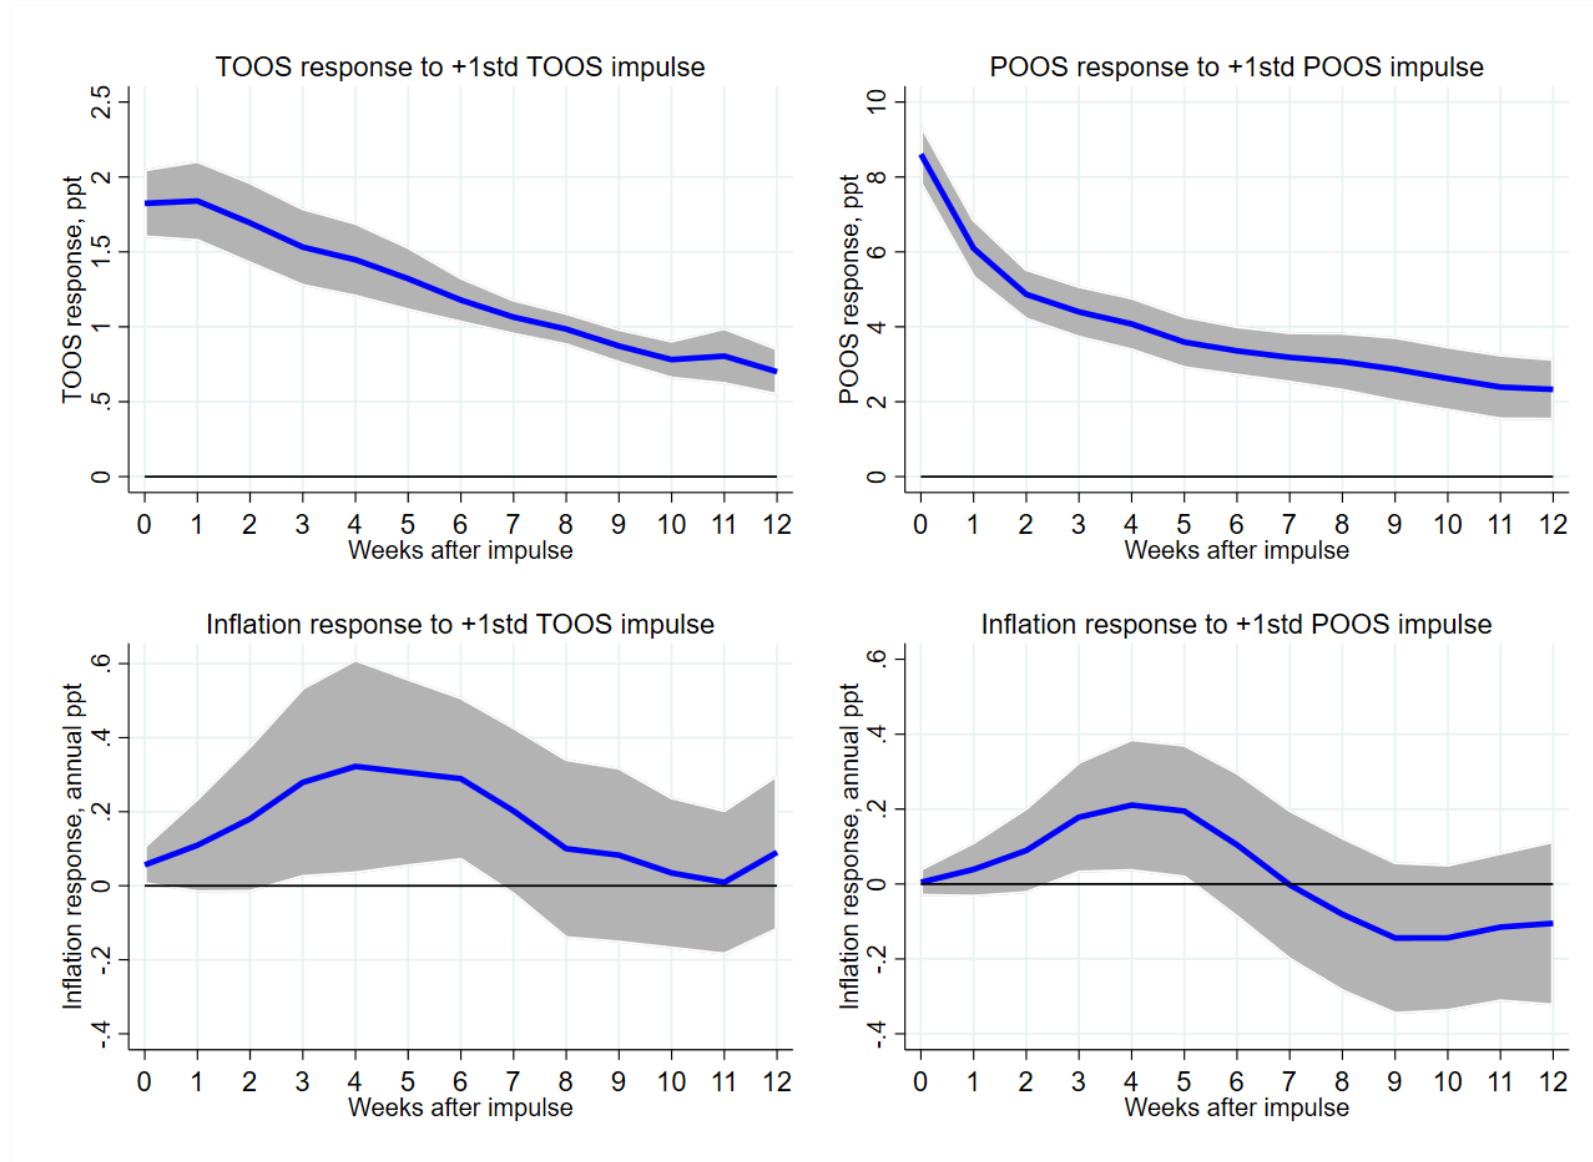 TOOS response to +1std TOOS impulse
TOOS response, ppt
2.5
2
1.5
1
.5
0
0 1 2 3 4 5 6 7 8 9 10 11 12
Weeks after impulse
POOS response to +1std POOS impulse
POOS response, ppt
10
8
6
4
2
0
0 1 2 3 4 5 6 7 8 9 10 11 12
Weeks after impulse
Inflation response to +1std TOOS impulse
Inflation response, annual ppt
.6
.4
.2
0
-.2
-.4
0 1 2 3 4 5 6 7 8 9 10 11 12
Weeks after impulse
Inflation response to +1std POOS impulse
Inflation response, annual ppt
.6
.4
.2
0
-.2
-.4
0 1 2 3 4 5 6 7 8 9 10 11 12
Weeks after impulse